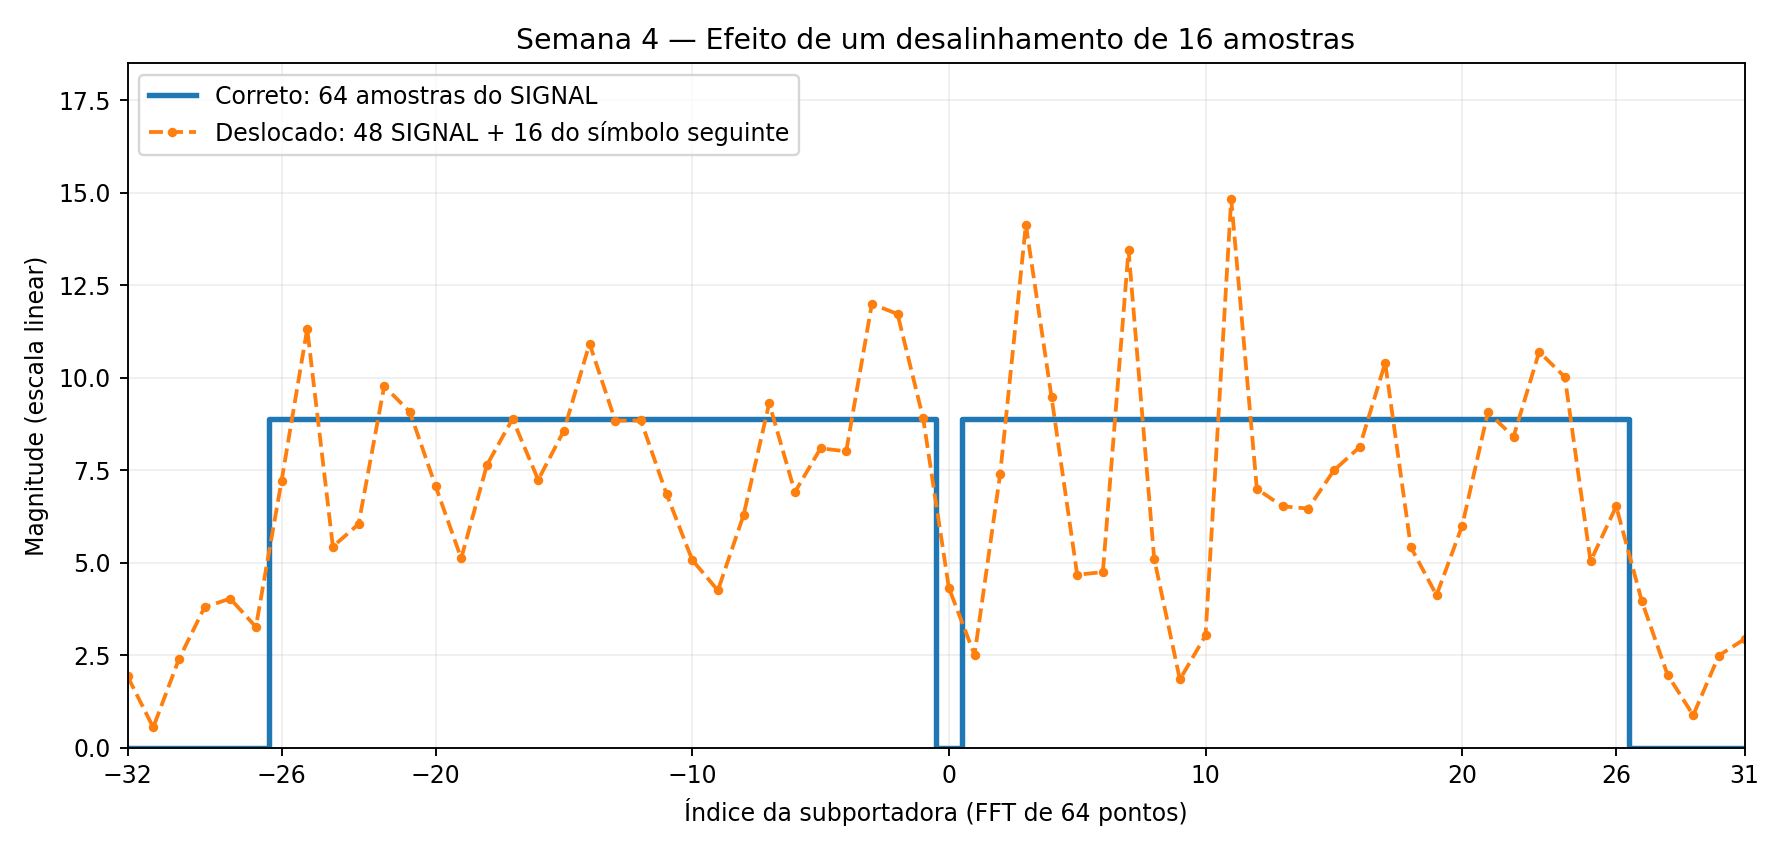 Semana 4 — Efeito de um desalinhamento de 16 amostras
Correto: 64 amostras do SIGNAL
Deslocado: 48 SIGNAL + 16 do símbolo seguinte
Magnitude (escala linear)
17.5
15.0
12.5
10.0
7.5
5.0
2.5
0.0
−32 −26 −20 −10 0 10 20 26 31
Índice da subportadora (FFT de 64 pontos)